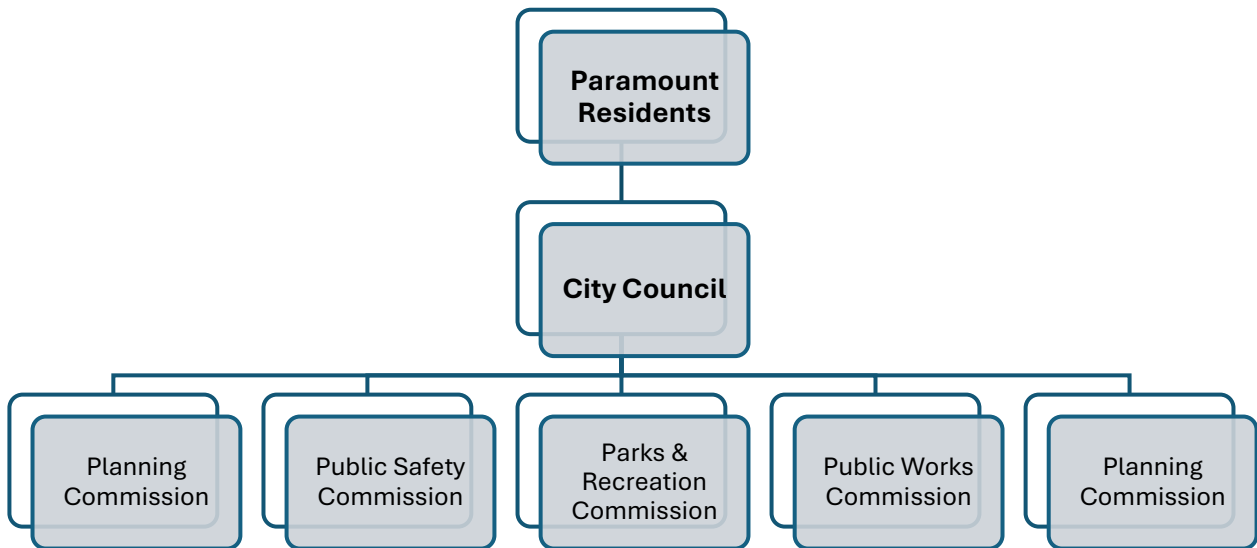 Paramount
Residents
City Council
Planning
Commission
Public Safety
Commission
Parks &
Recreation
Commission
Public Works
Commission
Planning
Commission